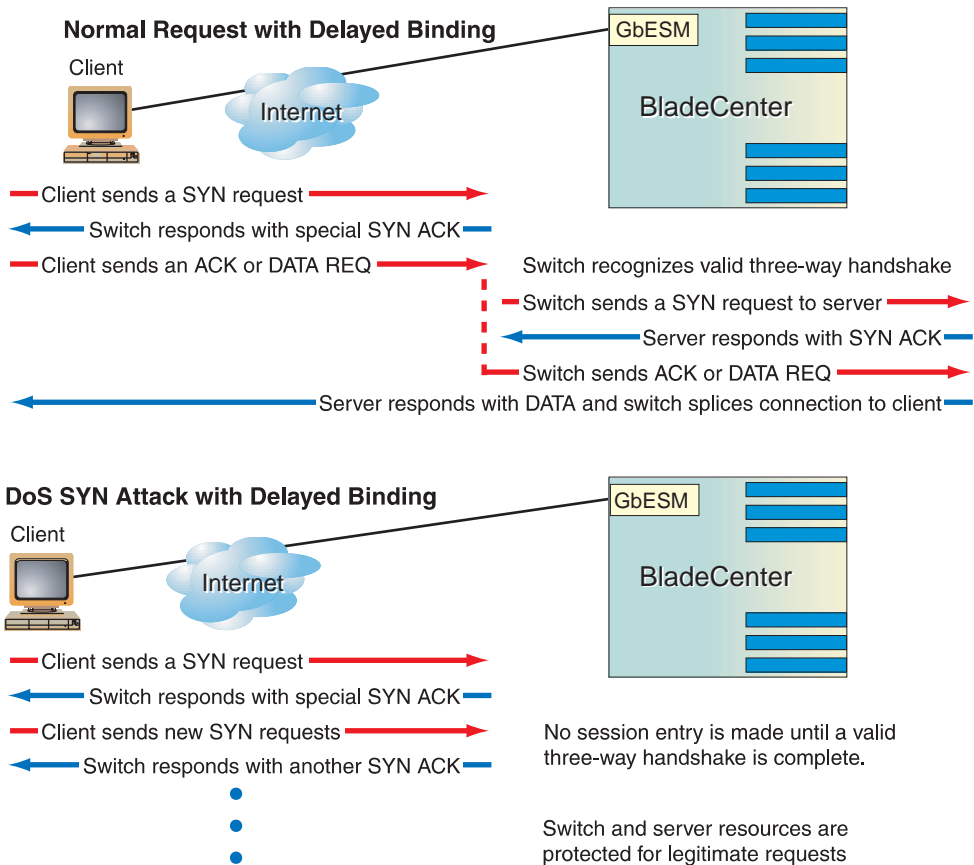 Normal Request with Delayed Binding
Client
Internet
GbESM
BladeCenter
Client sends a SYN request
Switch responds with special SYN ACK
Client sends an ACK or DATA REQ
Switch recognizes valid three-way handshake
Switch sends a SYN request to server
Server responds with SYN ACK
Switch sends ACK or DATA REQ
Server responds with DATA and switch splices connection to client
DoS SYN Attack with Delayed Binding
Client
Internet
GbESM
BladeCenter
Client sends a SYN request
Switch responds with special SYN ACK
Client sends new SYN requests
Switch responds with another SYN ACK
No session entry is made until a valid
three-way handshake is complete.
Switch and server resources are
protected for legitimate requests